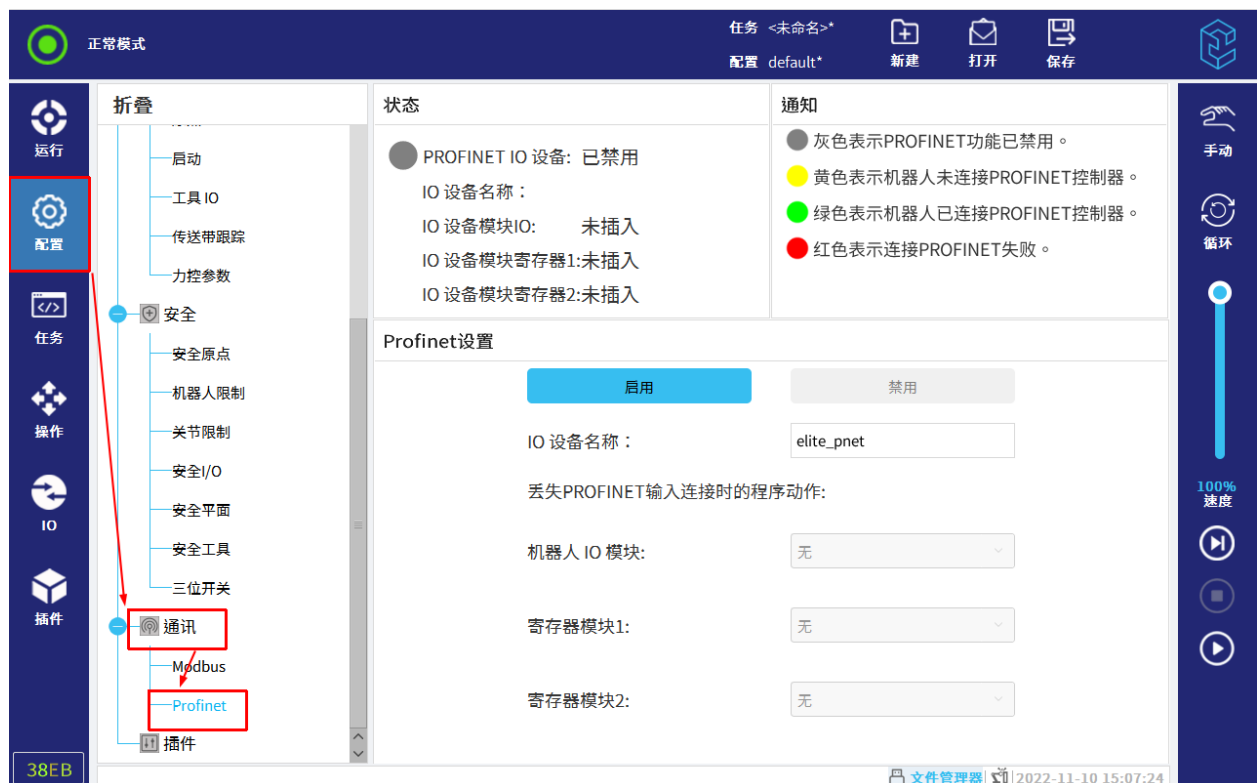 正常模式
任务 <未命名>*
配置 default*
新建
打开
保存
运行
配置
任务
操作
IO
插件
38EB
折叠
启动
工具 IO
传送带跟踪
力控参数
安全
安全原点
机器人限制
关节限制
安全I/O
安全平面
安全工具
三位开关
通讯
Modbus
Profinet
插件
状态
PROFINET IO 设备: 已禁用
IO 设备名称：
IO 设备模块IO: 未插入
IO 设备模块寄存器1:未插入
IO 设备模块寄存器2:未插入
通知
灰色表示PROFINET功能已禁用。
黄色表示机器人未连接PROFINET控制器。
绿色表示机器人已连接PROFINET控制器。
红色表示连接PROFINET失败。
Profinet设置
启用 禁用
IO 设备名称： elite_pnet
丢失PROFINET输入连接时的程序动作:
机器人 IO 模块: 无
寄存器模块1: 无
寄存器模块2: 无
手动
循环
100%
速度
文件管理器 2022-11-10 15:07:24